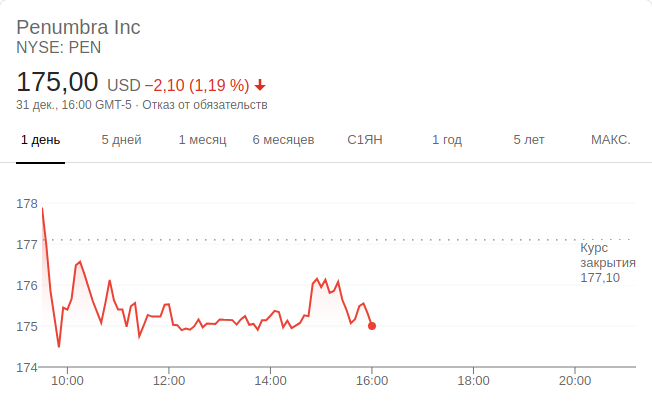 Penumbra Inc
NYSE: PEN
175,00 USD −2,10 (1,19 %)
31 дек., 16:00 GMT-5 · Отказ от обязательств
1 день 5 дней 1 месяц 6 месяцев С1ЯН 1 год 5 лет МАКС.
178
177
176
175
174
Курс
закрытия
177,10
10:00 12:00 14:00 16:00 18:00 20:00